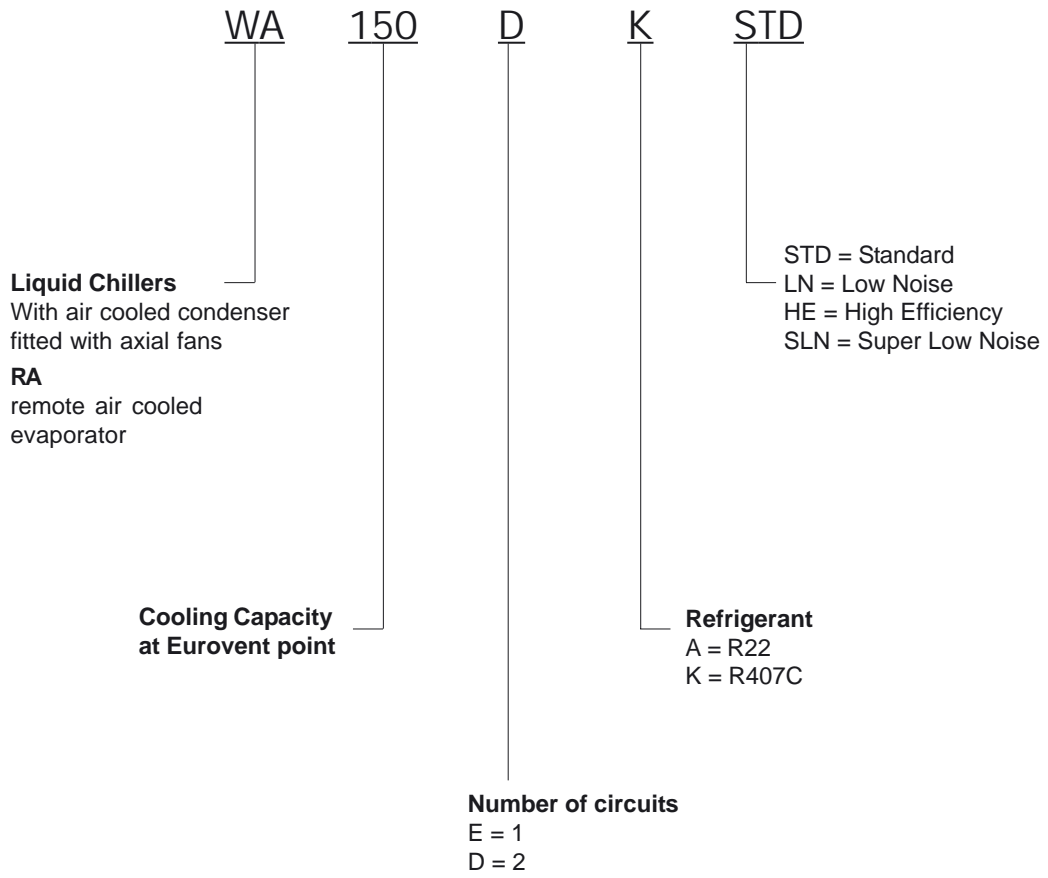 WA 150 D K STD
Liquid Chillers
With air cooled condenser
fitted with axial fans
RA
remote air cooled
evaporator
STD = Standard
LN = Low Noise
HE = High Efficiency
SLN = Super Low Noise
Cooling Capacity
at Eurovent point
Refrigerant
A = R22
K = R407C
Number of circuits
E = 1
D = 2